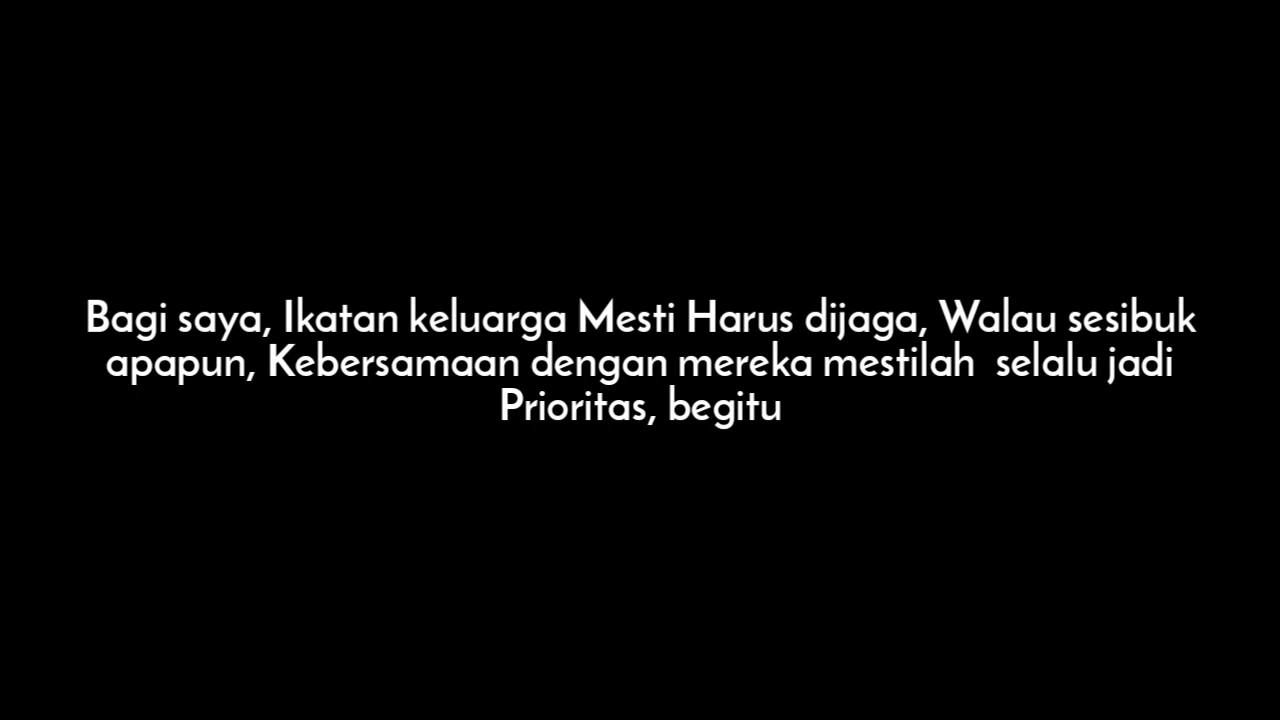 Bagi saya, Ikatan keluarga Mesti Harus dijaga, Walau sesibuk
apapun, Kebersamaan dengan mereka mestilah  selalu jadi
Prioritas, begitu